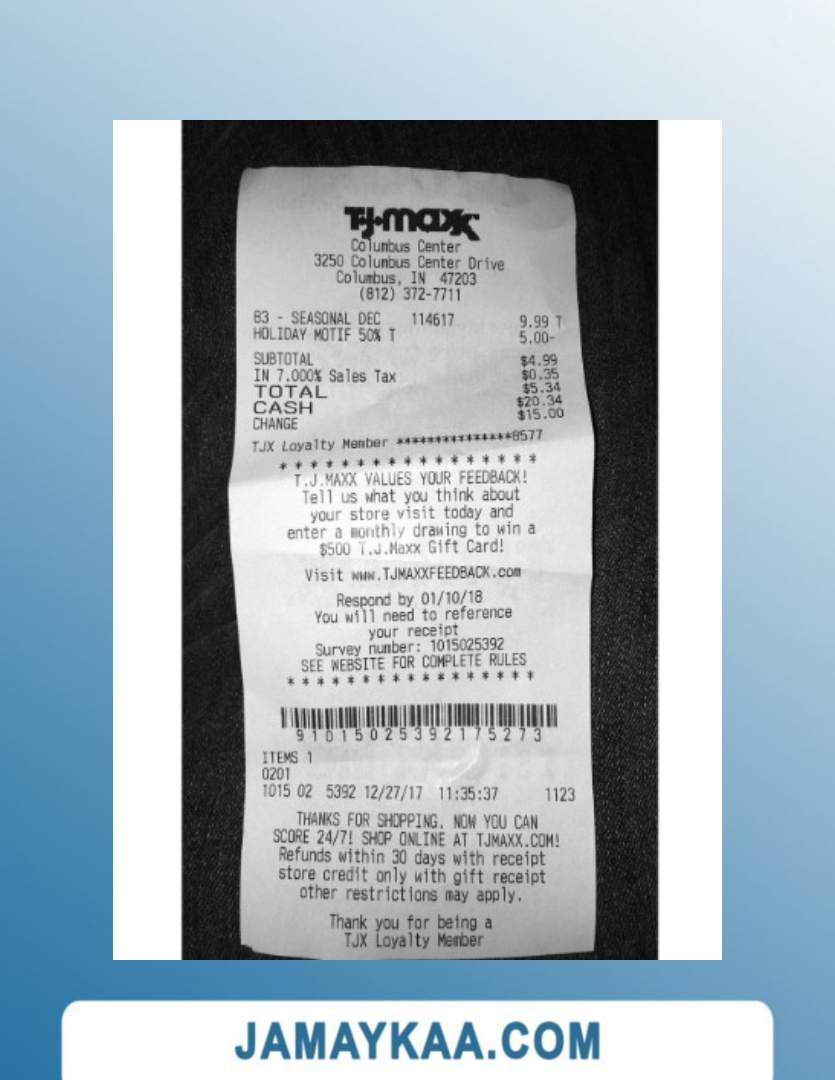 T·J·maxx
Columbus Center
3250 Columbus Center Drive
Columbus, IN 47203
(812) 372-7711
83 - SEASONAL DEC 114617 9.99 T
HOLIDAY MOTIF 50% T 5.00-
SUBTOTAL $4.99
IN 7.000% Sales Tax $0.35
TOTAL $5.34
CASH $20.34
CHANGE $15.00
TJX Loyalty Member ***************8577
* * * * * * * * * * * * * * * * *
T.J.MAXX VALUES YOUR FEEDBACK!
Tell us what you think about
your store visit today and
enter a monthly drawing to win a
$500 T.J.Maxx Gift Card!
Visit www.TJMAXXFEEDBACK.com
Respond by 01/10/18
You will need to reference
your receipt
Survey number: 1015025392
SEE WEBSITE FOR COMPLETE RULES
* * * * * * * * * * * * * * * * *
91015025392175273
ITEMS 1
0201
1015 02 5392 12/27/17 11:35:37 1123
THANKS FOR SHOPPING. NOW YOU CAN
SCORE 24/7! SHOP ONLINE AT TJMAXX.COM!
Refunds within 30 days with receipt
store credit only with gift receipt
other restrictions may apply.
Thank you for being a
TJX Loyalty Member
JAMAYKAA.COM